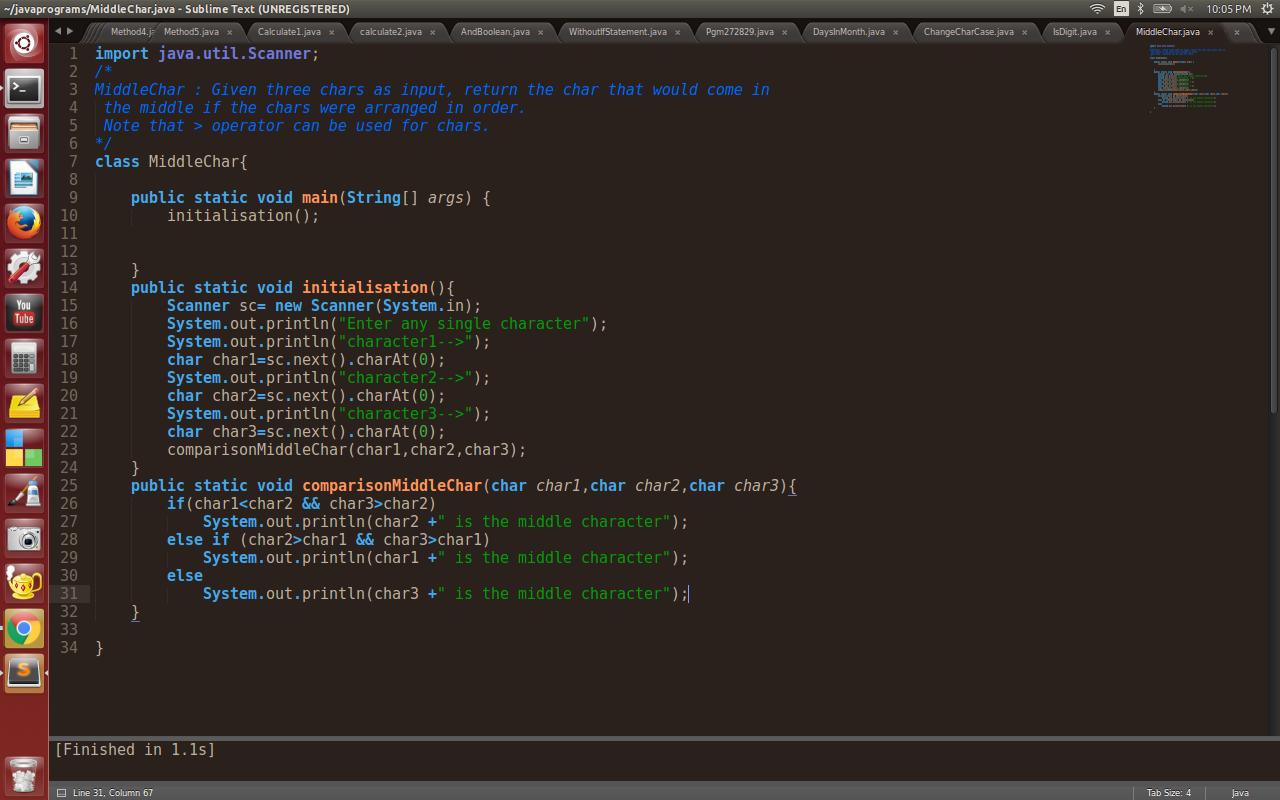 ~/javaprograms/MiddleChar.java - Sublime Text (UNREGISTERED)
En
10:05 PM
Method4.ja
Method5.java
Calculate1.java
calculate2.java
AndBoolean.java
WithoutIfStatement.java
Pgm272829.java
DaysInMonth.java
ChangeCharCase.java
IsDigit.java
MiddleChar.java
1 import java.util.Scanner;
2 /*
3 MiddleChar : Given three chars as input, return the char that would come in
4  the middle if the chars were arranged in order.
5  Note that > operator can be used for chars.
6 */
7 class MiddleChar{
8
9     public static void main(String[] args) {
10         initialisation();
11
12
13     }
14     public static void initialisation(){
15         Scanner sc= new Scanner(System.in);
16         System.out.println("Enter any single character");
17         System.out.println("character1-->");
18         char char1=sc.next().charAt(0);
19         System.out.println("character2-->");
20         char char2=sc.next().charAt(0);
21         System.out.println("character3-->");
22         char char3=sc.next().charAt(0);
23         comparisonMiddleChar(char1,char2,char3);
24     }
25     public static void comparisonMiddleChar(char char1,char char2,char char3){
26         if(char1<char2 && char3>char2)
27             System.out.println(char2 +" is the middle character");
28         else if (char2>char1 && char3>char1)
29             System.out.println(char1 +" is the middle character");
30         else
31             System.out.println(char3 +" is the middle character");
32     }
33
34 }
You
Tube
S
[Finished in 1.1s]
Line 31, Column 67
Tab Size: 4
Java